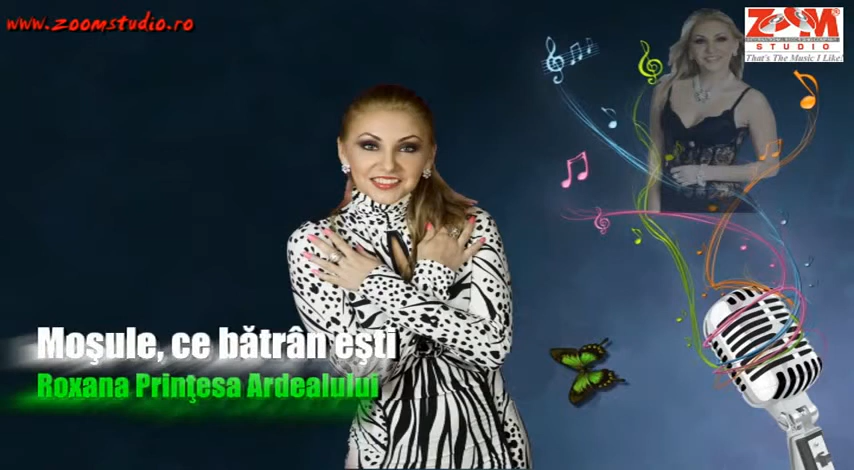 www.zoomstudio.ro
ZOOM
STUDIO
That's The Music I Like!
Moşule, ce bătrân eşti
Roxana Prinţesa Ardealului